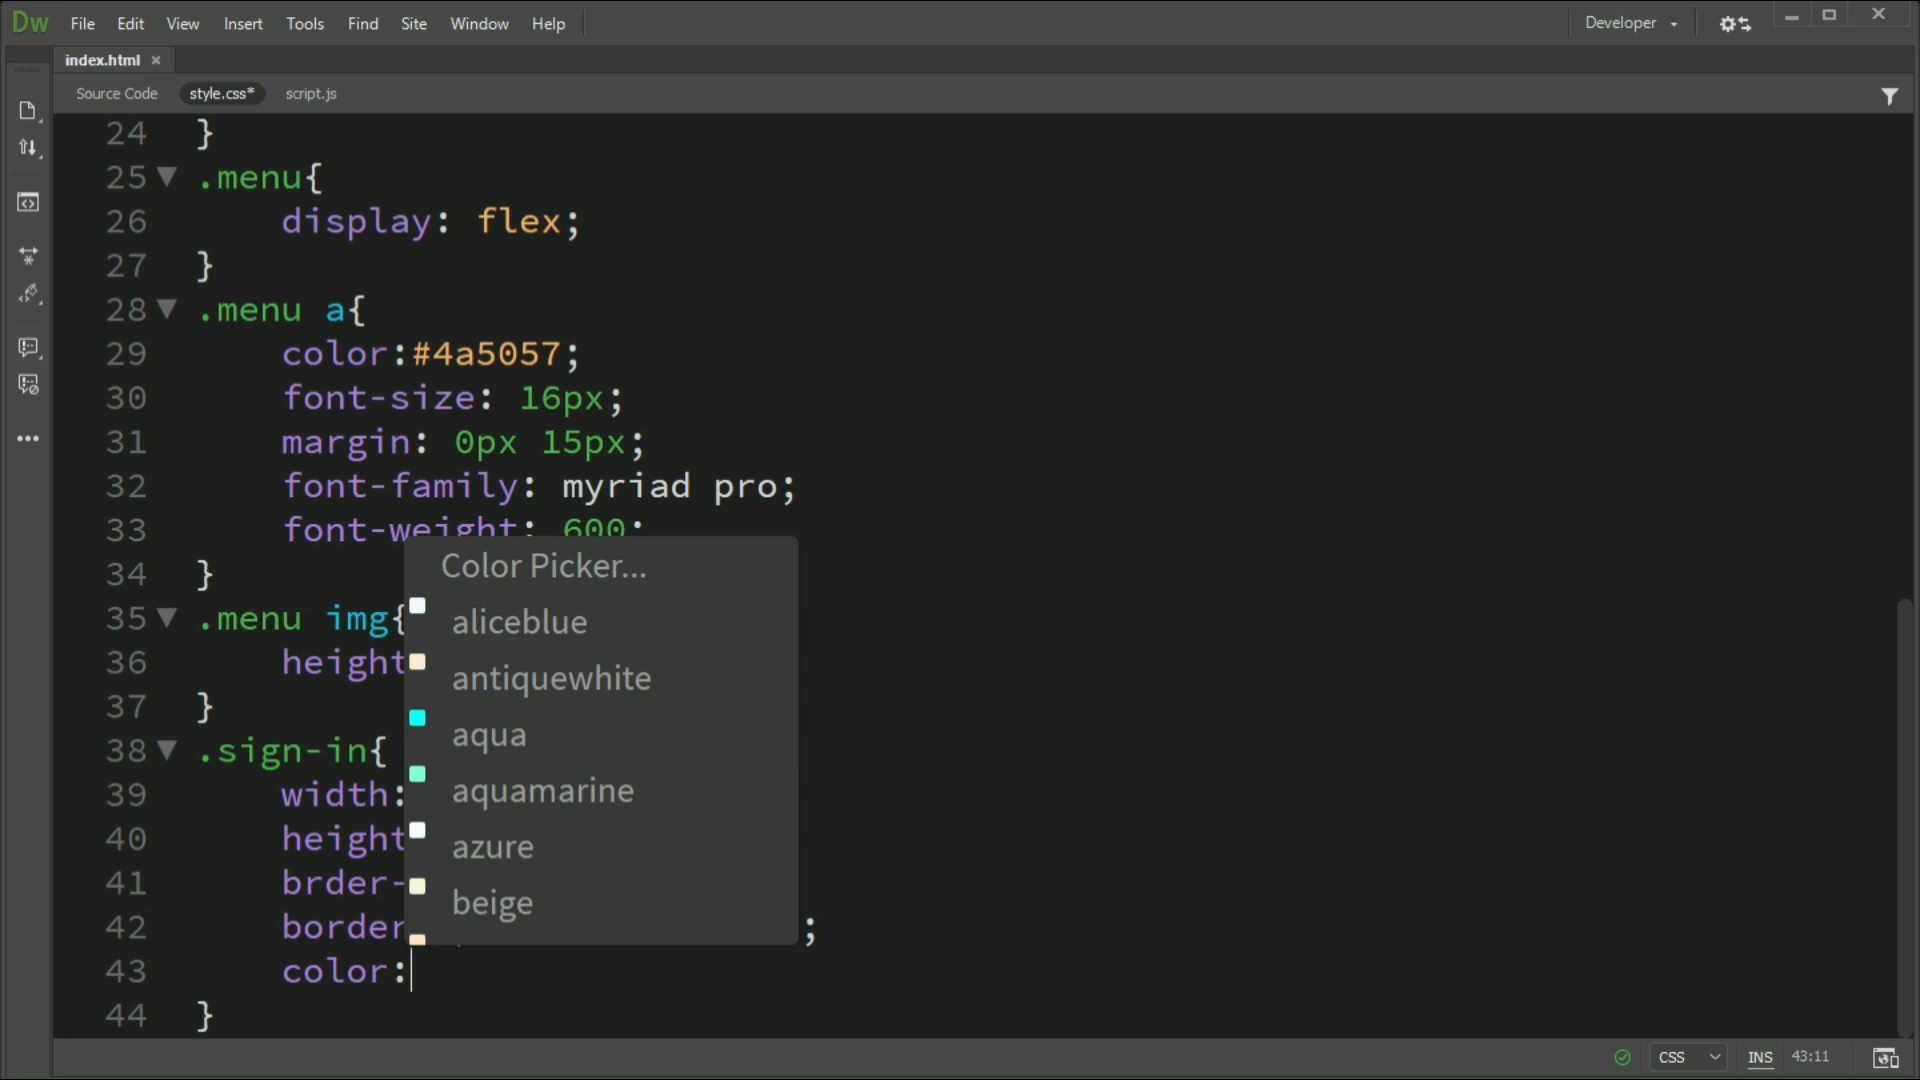 Dw File Edit View Insert Tools Find Site Window Help Developer
index.html ×
Source Code style.css* script.js
24 }
25 .menu{
26 display: flex;
27 }
28 .menu a{
29 color:#4a5057;
30 font-size: 16px;
31 margin: 0px 15px;
32 font-family: myriad pro;
33 font-weight: 600;
34 }
35 .menu img{
36 height
37 }
38 .sign-in{
39 width:
40 height
41 brder-
42 border ;
43 color:
44 }
Color Picker...
aliceblue
antiquewhite
aqua
aquamarine
azure
beige
CSS INS 43:11